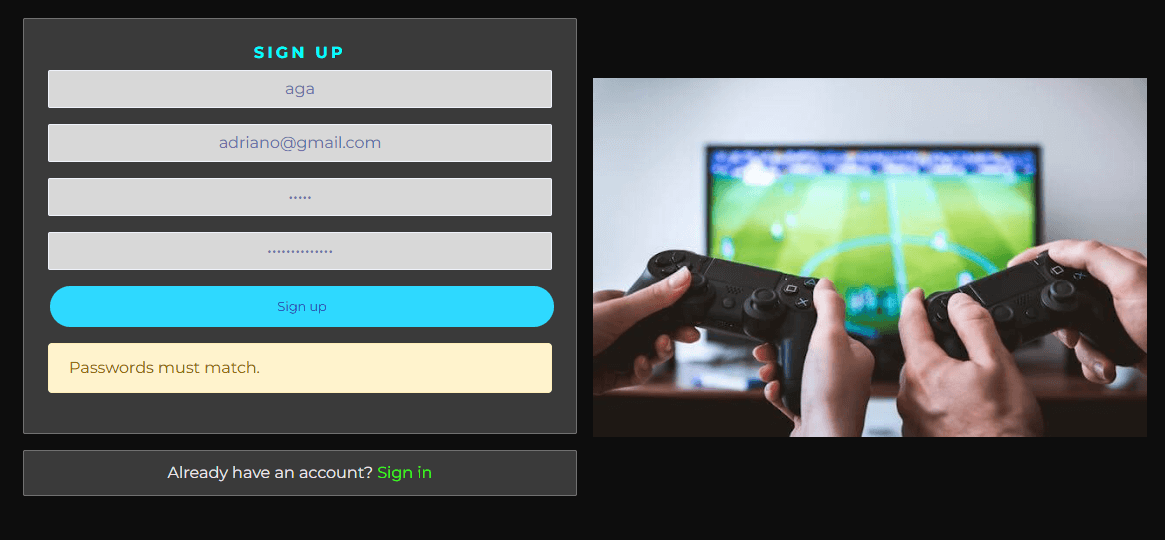 SIGN UP
aga
adriano@gmail.com
•••••
••••••••••••••
Sign up
Passwords must match.
Already have an account? Sign in